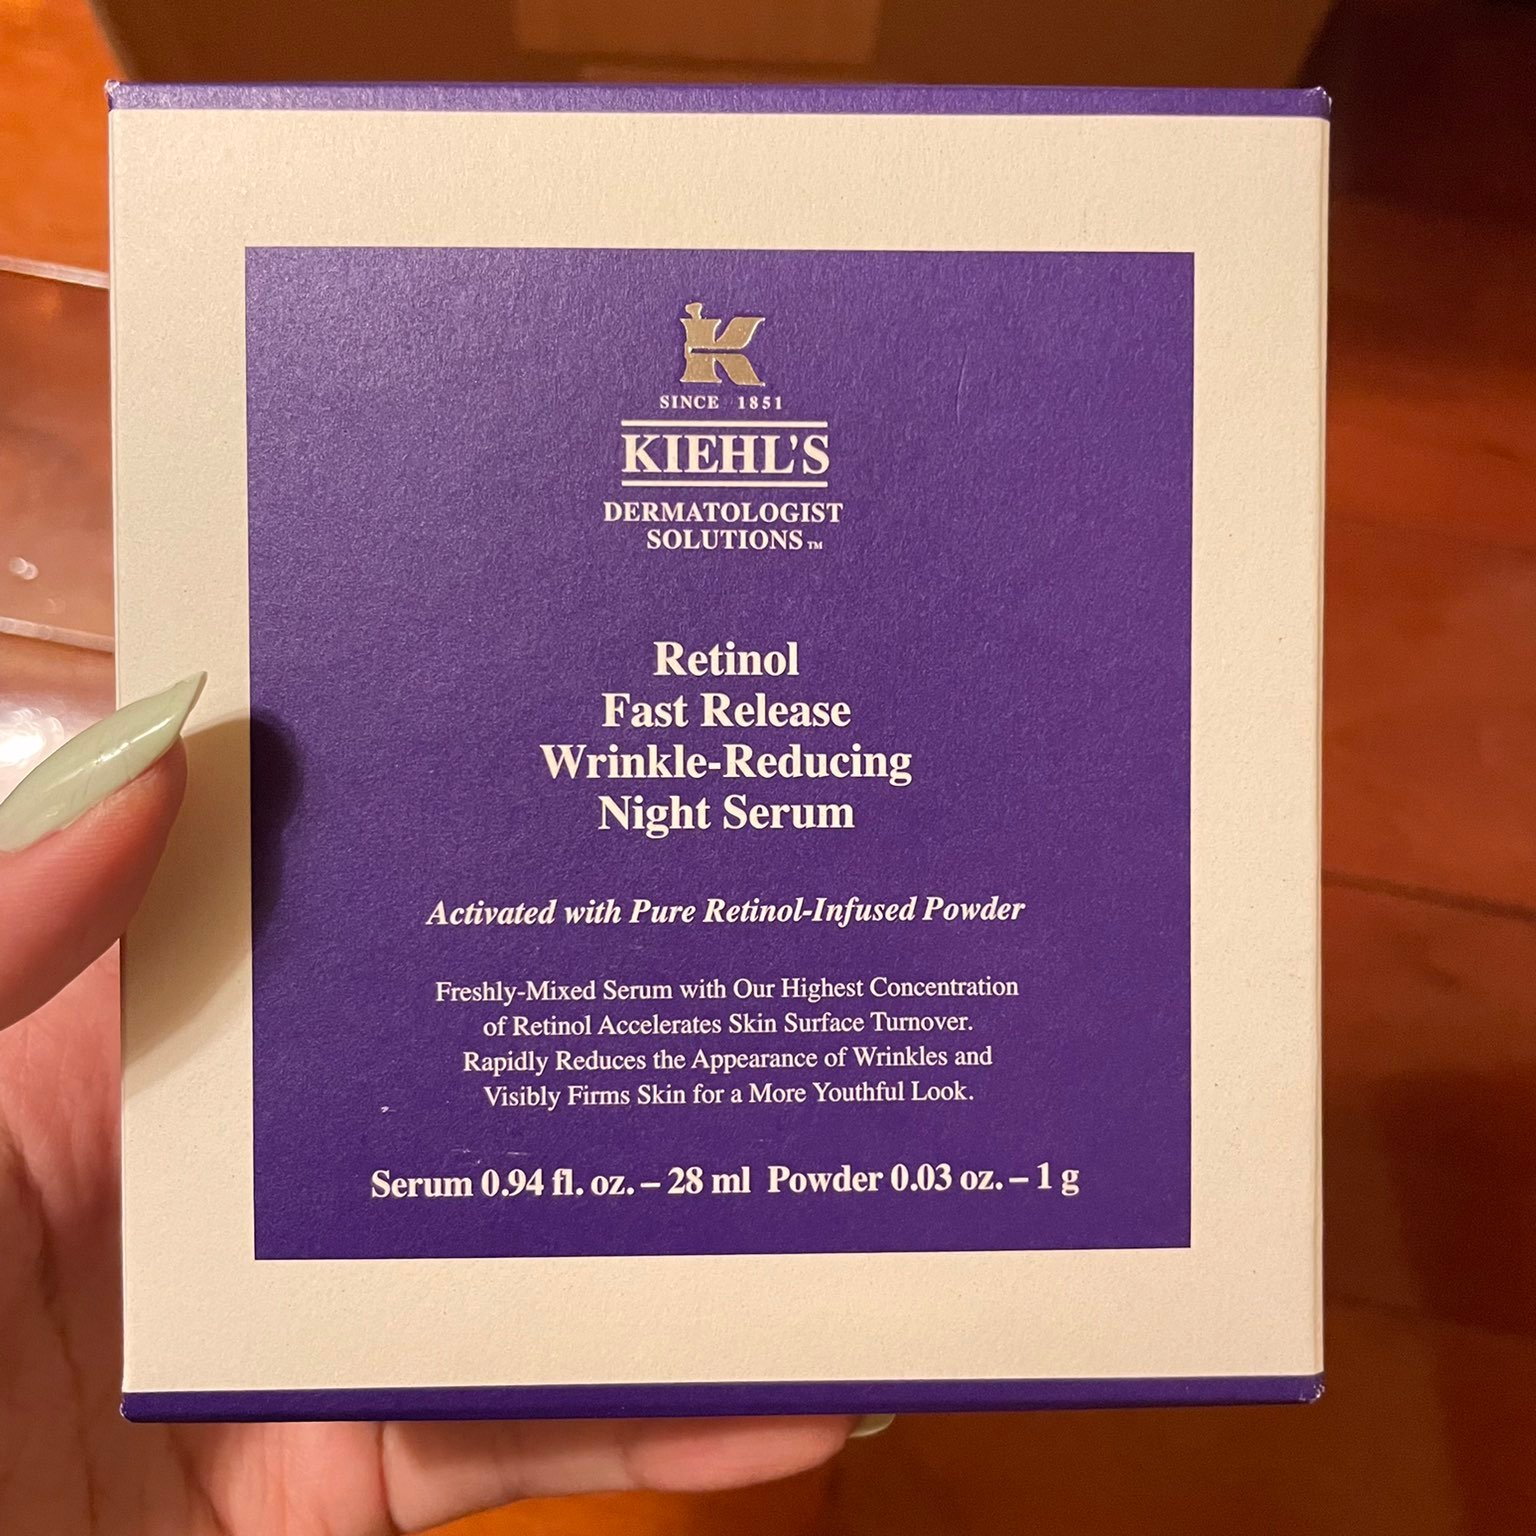 K
SINCE 1851
KIEHL'S
DERMATOLOGIST
SOLUTIONS™
Retinol
Fast Release
Wrinkle-Reducing
Night Serum
Activated with Pure Retinol-Infused Powder
Freshly-Mixed Serum with Our Highest Concentration
of Retinol Accelerates Skin Surface Turnover.
Rapidly Reduces the Appearance of Wrinkles and
Visibly Firms Skin for a More Youthful Look.
Serum 0.94 fl. oz. – 28 ml Powder 0.03 oz. – 1 g